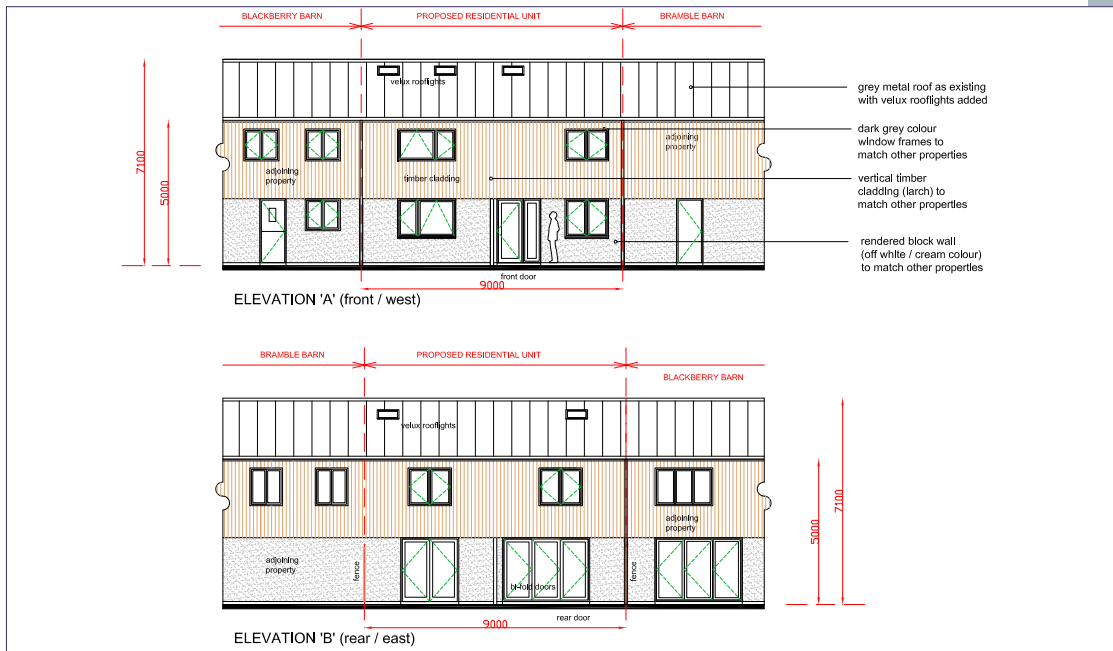 BLACKBERRY BARN
PROPOSED RESIDENTIAL UNIT
BRAMBLE BARN
velux rooflights
grey metal roof as existing
with velux rooflights added
7100
5000
adjoining
property
timber cladding
adjoining
property
dark grey colour
window frames to
match other properties
vertical timber
cladding (larch) to
match other properties
rendered block wall
(off white / cream colour)
to match other properties
front door
9000
ELEVATION 'A' (front / west)
BRAMBLE BARN
PROPOSED RESIDENTIAL UNIT
BLACKBERRY BARN
velux rooflights
adjoining
property
adjoining
property
fence
bi-fold doors
fence
5000
7100
rear door
9000
ELEVATION 'B' (rear / east)